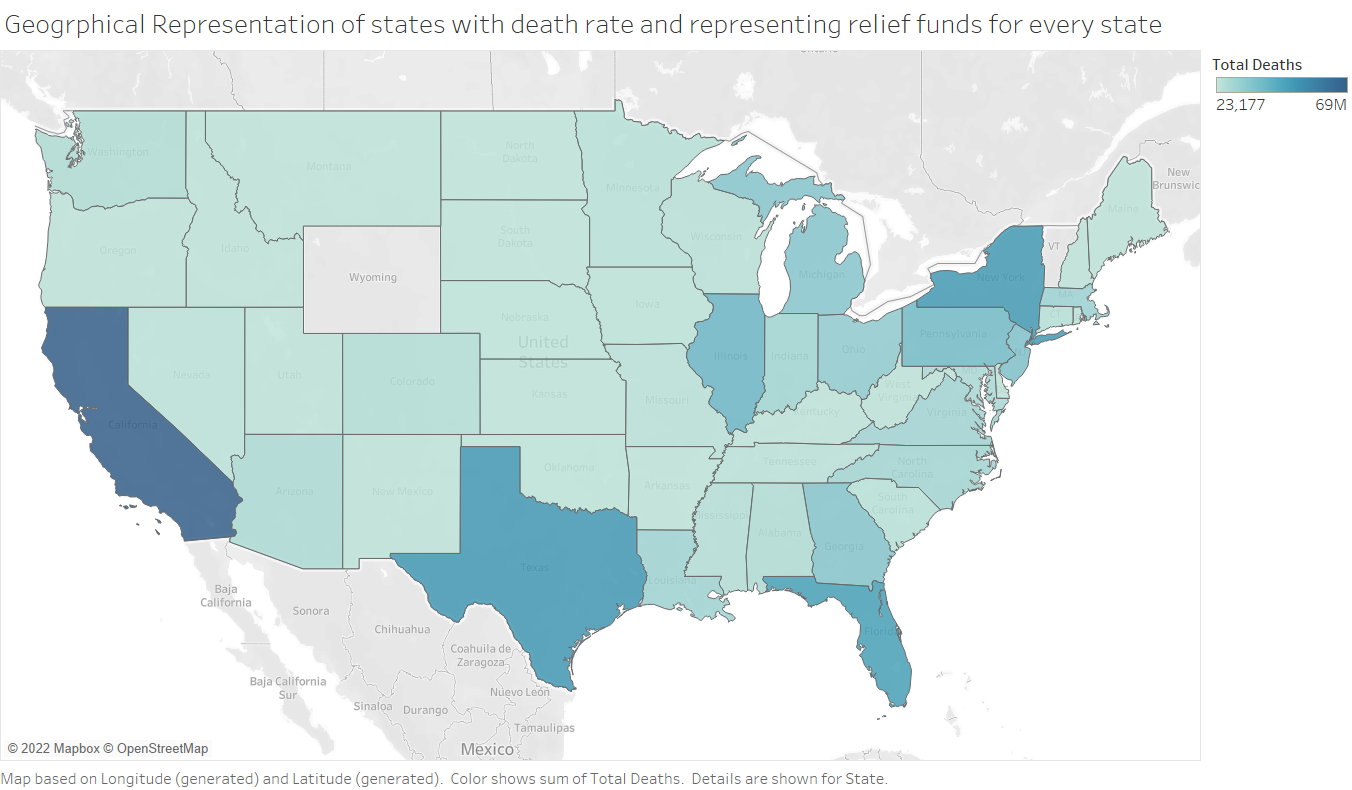 Geogrphical Representation of states with death rate and representing relief funds for every state
Total Deaths
23,177
69M
Washington
Montana
North
Dakota
Minnesota
Oregon
Idaho
South
Dakota
Wisconsin
Michigan
Maine
New
Brunswic
VT
New York
MA
CT
Wyoming
Iowa
Nebraska
United
States
Nevada
Utah
Colorado
Kansas
Missouri
Illinois
Indiana
Ohio
Pennsylvania
West
Virginia
Virginia
entucky
California
Arizona
New Mexico
Oklahoma
Arkansas
Tennessee
North
Carolina
South
Carolina
ssissippi
Alabama
Georgia
Texas
Louisiana
Florida
Baja
California
Sonora
Chihuahua
Coahuila de
Zaragoza
Baja California
Sur
Sinaloa
Durango
Nuevo León
Tamaulipas
Mexico
© 2022 Mapbox © OpenStreetMap
Map based on Longitude (generated) and Latitude (generated).  Color shows sum of Total Deaths.  Details are shown for State.